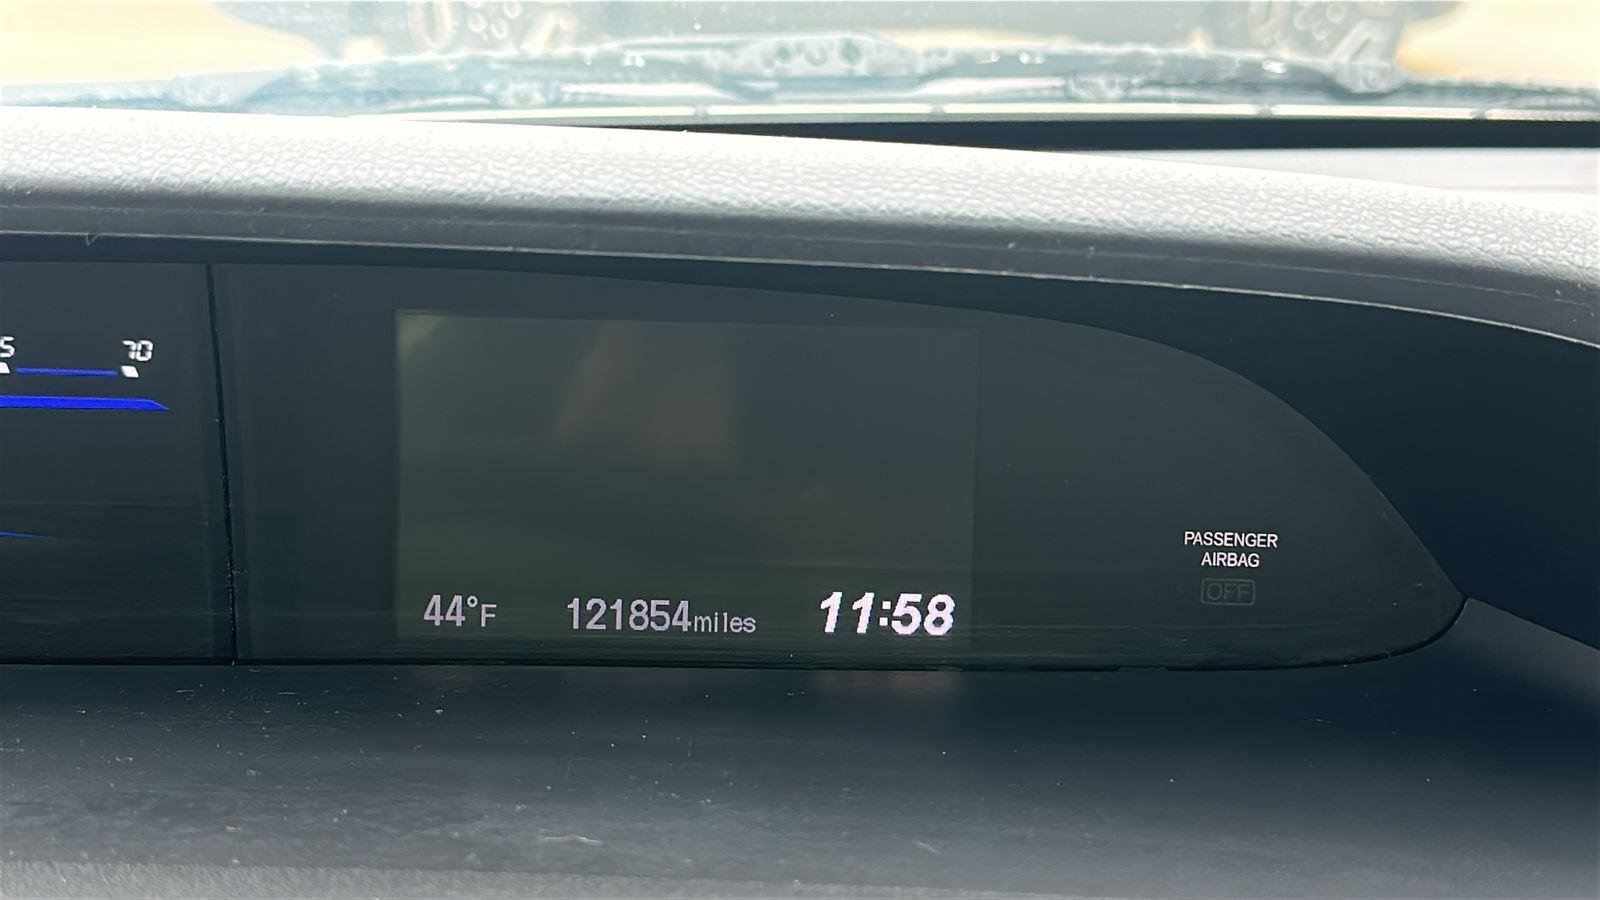 5 70
44°F 121854miles 11:58
PASSENGER
AIRBAG
OFF